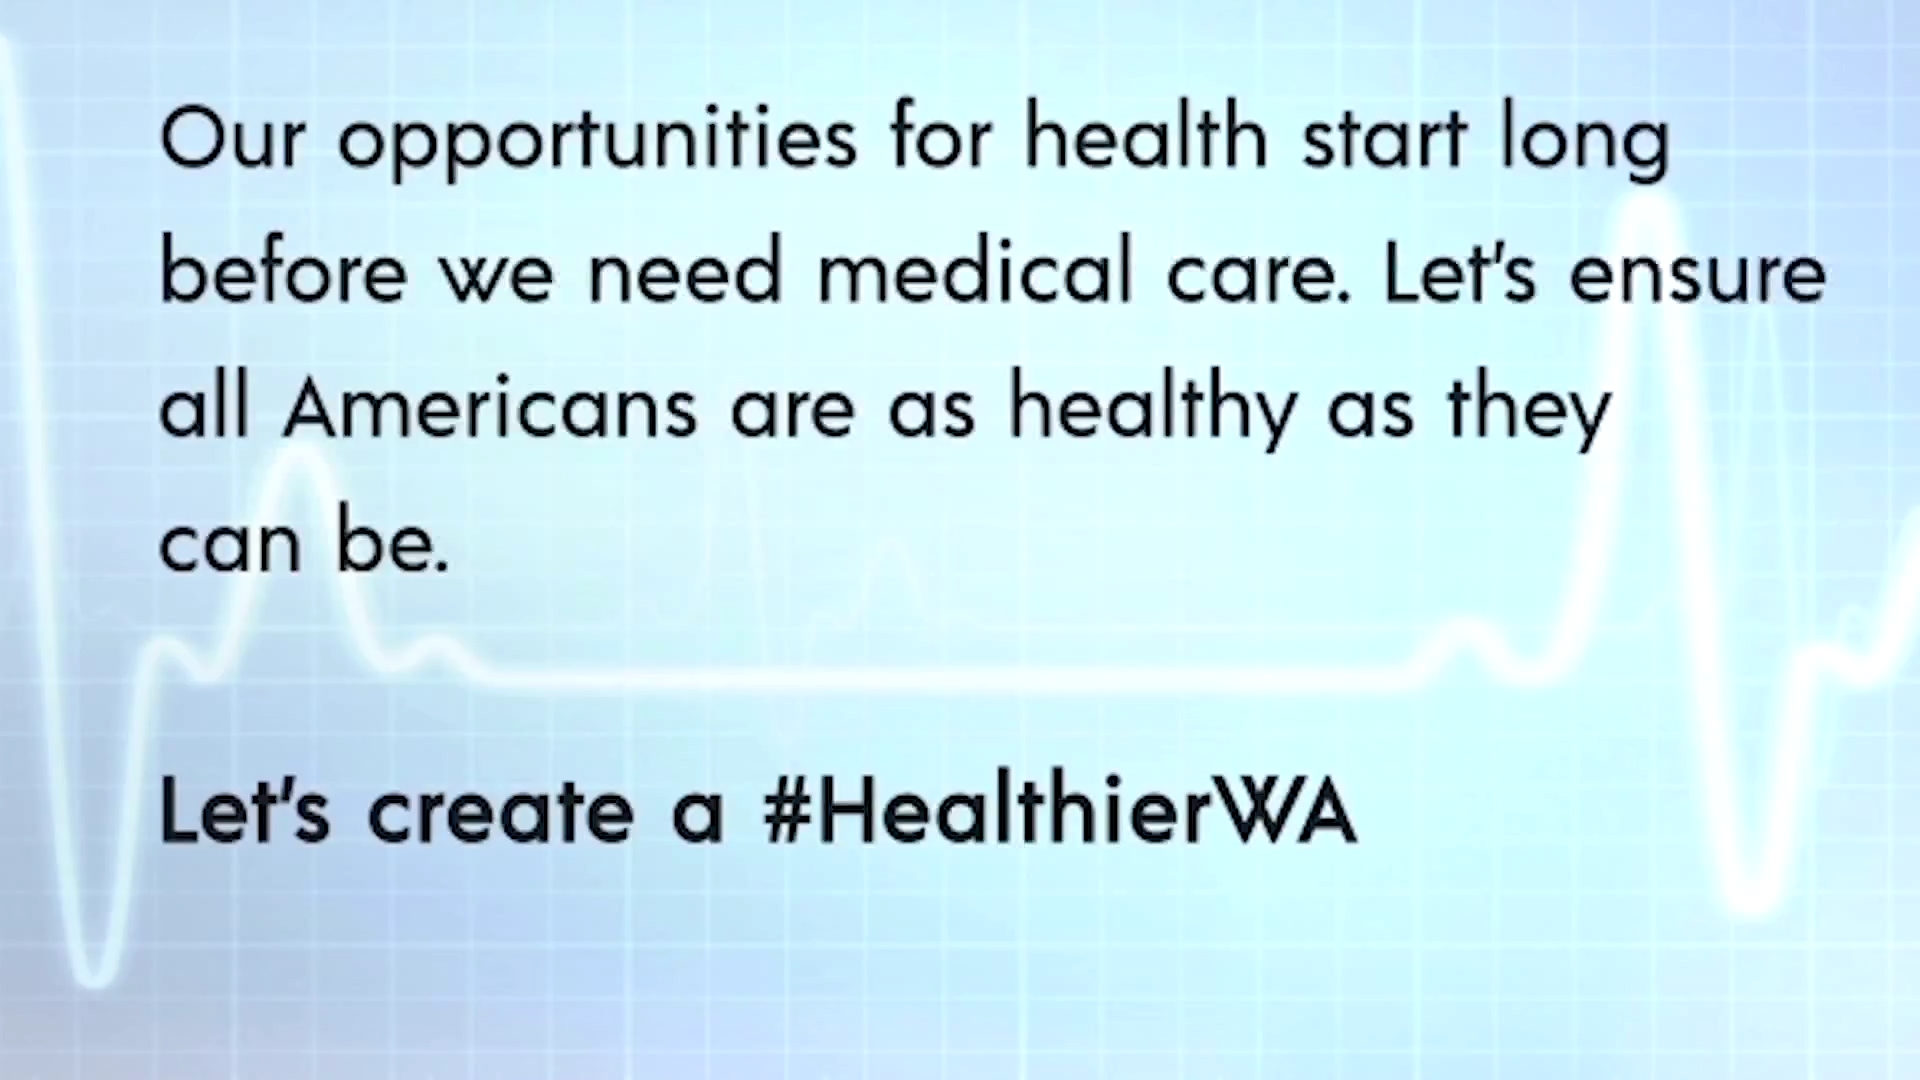 Our opportunities for health start long
before we need medical care. Let's ensure
all Americans are as healthy as they
can be.
Let's create a #HealthierWA